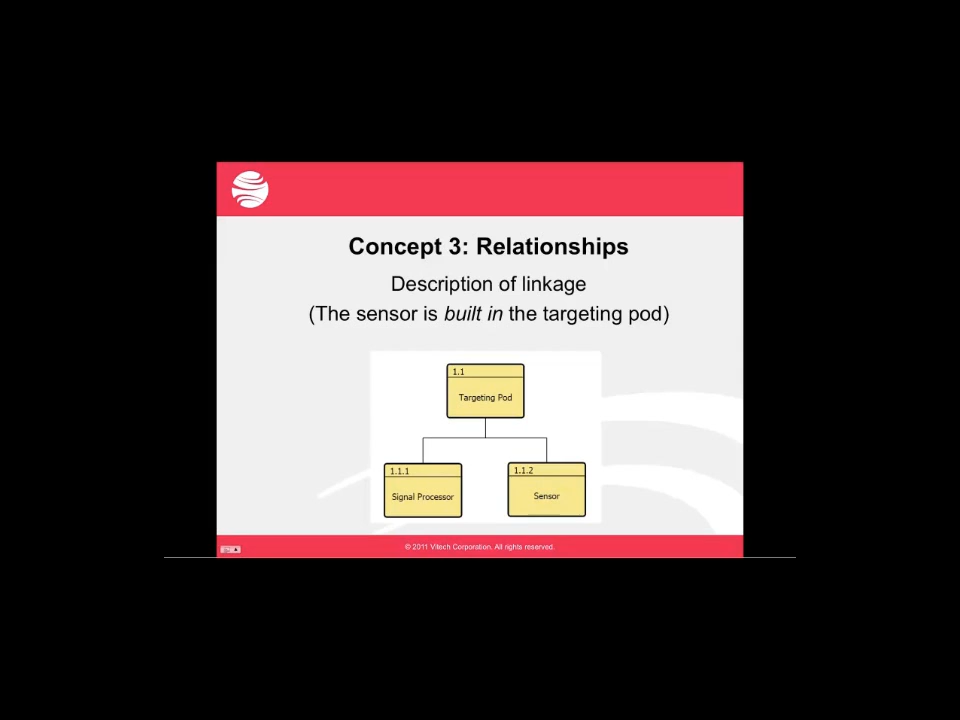 Concept 3: Relationships
Description of linkage
(The sensor is built in the targeting pod)
1.1
Targeting Pod
1.1.1
Signal Processor
1.1.2
Sensor
© 2011 Vitech Corporation. All rights reserved.